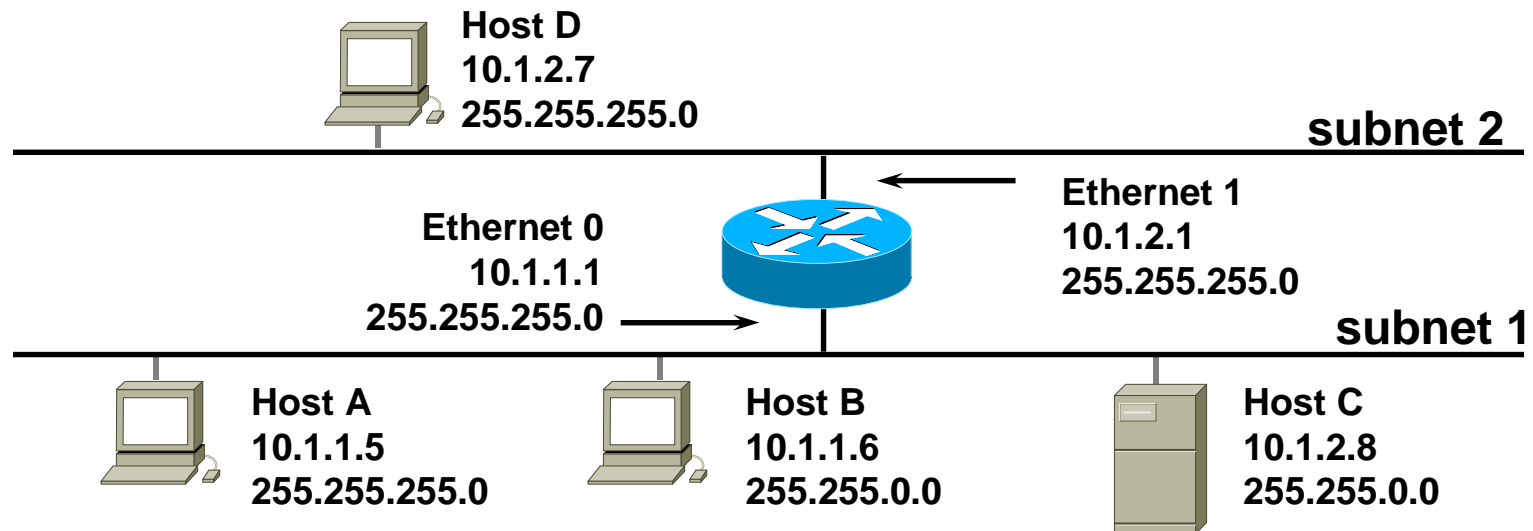 Host D
10.1.2.7
255.255.255.0
subnet 2
Ethernet 1
10.1.2.1
255.255.255.0
Ethernet 0
10.1.1.1
255.255.255.0
subnet 1
Host A
10.1.1.5
255.255.255.0
Host B
10.1.1.6
255.255.0.0
Host C
10.1.2.8
255.255.0.0